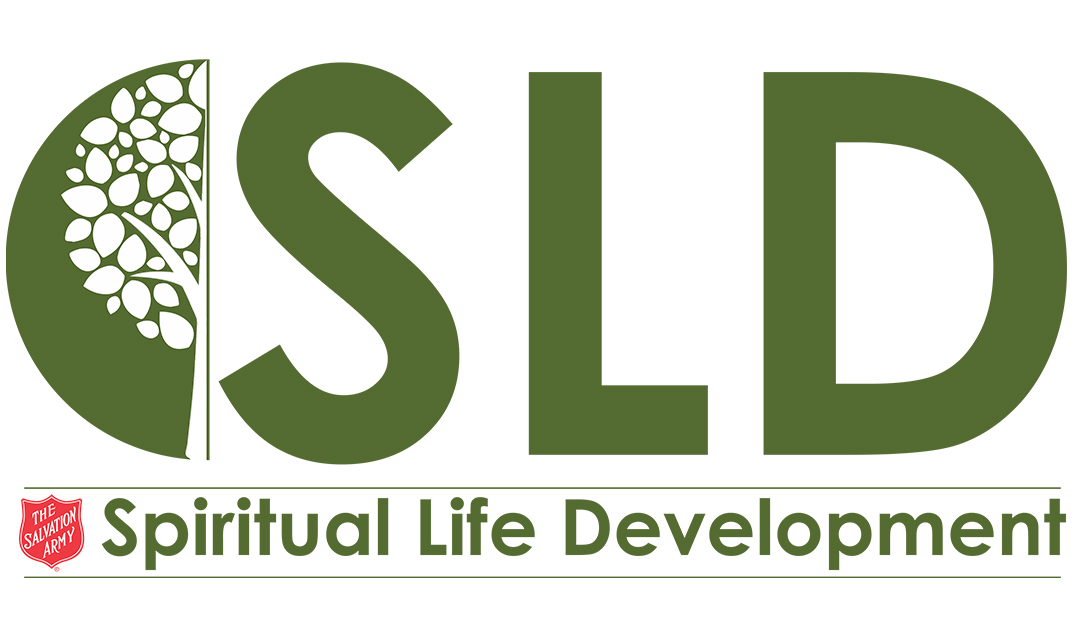 SLD
THE
SALVATION
ARMY
®
Spiritual Life Development